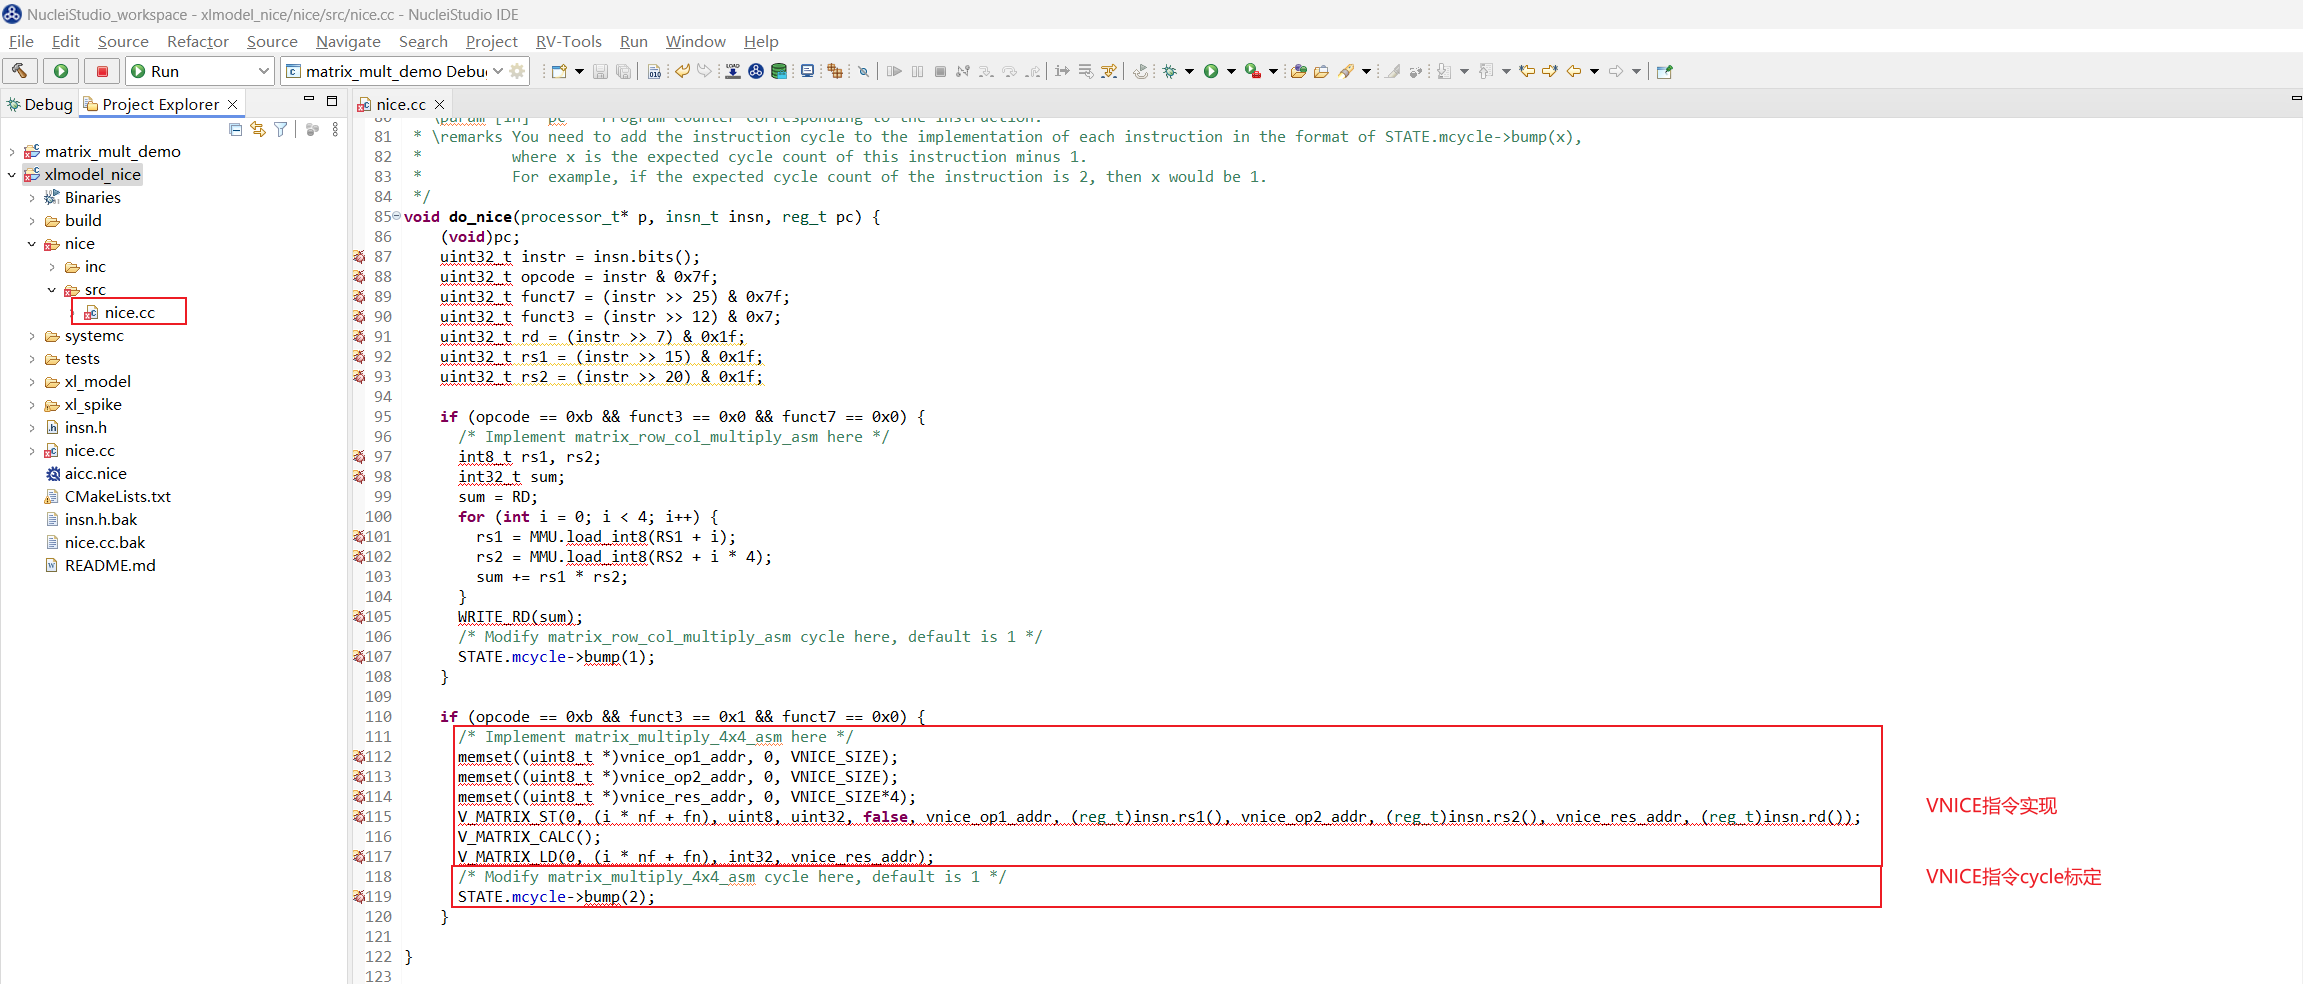 NucleiStudio_workspace - xlmodel_nice/nice/src/nice.cc - NucleiStudio IDE
File Edit Source Refactor Source Navigate Search Project RV-Tools Run Window Help
Run matrix_mult_demo Debu
Debug Project Explorer
nice.cc
matrix_mult_demo
xlmodel_nice
Binaries
build
nice
inc
src
nice.cc
systemc
tests
xl_model
xl_spike
insn.h
nice.cc
aicc.nice
CMakeLists.txt
insn.h.bak
nice.cc.bak
README.md
80 \param [in] pc Program counter corresponding to the instruction.
81 * \remarks You need to add the instruction cycle to the implementation of each instruction in the format of STATE.mcycle->bump(x),
82 * where x is the expected cycle count of this instruction minus 1.
83 * For example, if the expected cycle count of the instruction is 2, then x would be 1.
84 */
85 void do_nice(processor_t* p, insn_t insn, reg_t pc) {
86 (void)pc;
87 uint32_t instr = insn.bits();
88 uint32_t opcode = instr & 0x7f;
89 uint32_t funct7 = (instr >> 25) & 0x7f;
90 uint32_t funct3 = (instr >> 12) & 0x7;
91 uint32_t rd = (instr >> 7) & 0x1f;
92 uint32_t rs1 = (instr >> 15) & 0x1f;
93 uint32_t rs2 = (instr >> 20) & 0x1f;
94
95 if (opcode == 0xb && funct3 == 0x0 && funct7 == 0x0) {
96 /* Implement matrix_row_col_multiply_asm here */
97 int8_t rs1, rs2;
98 int32_t sum;
99 sum = RD;
100 for (int i = 0; i < 4; i++) {
101 rs1 = MMU.load_int8(RS1 + i);
102 rs2 = MMU.load_int8(RS2 + i * 4);
103 sum += rs1 * rs2;
104 }
105 WRITE_RD(sum);
106 /* Modify matrix_row_col_multiply_asm cycle here, default is 1 */
107 STATE.mcycle->bump(1);
108 }
109
110 if (opcode == 0xb && funct3 == 0x1 && funct7 == 0x0) {
111 /* Implement matrix_multiply_4x4_asm here */
112 memset((uint8_t *)vnice_op1_addr, 0, VNICE_SIZE);
113 memset((uint8_t *)vnice_op2_addr, 0, VNICE_SIZE);
114 memset((uint8_t *)vnice_res_addr, 0, VNICE_SIZE*4);
115 V_MATRIX_ST(0, (i * nf + fn), uint8, uint32, false, vnice_op1_addr, (reg_t)insn.rs1(), vnice_op2_addr, (reg_t)insn.rs2(), vnice_res_addr, (reg_t)insn.rd());
116 V_MATRIX_CALC();
117 V_MATRIX_LD(0, (i * nf + fn), int32, vnice_res_addr);
118 /* Modify matrix_multiply_4x4_asm cycle here, default is 1 */
119 STATE.mcycle->bump(2);
120 }
121
122 }
123
VNICE指令实现
VNICE指令cycle标定